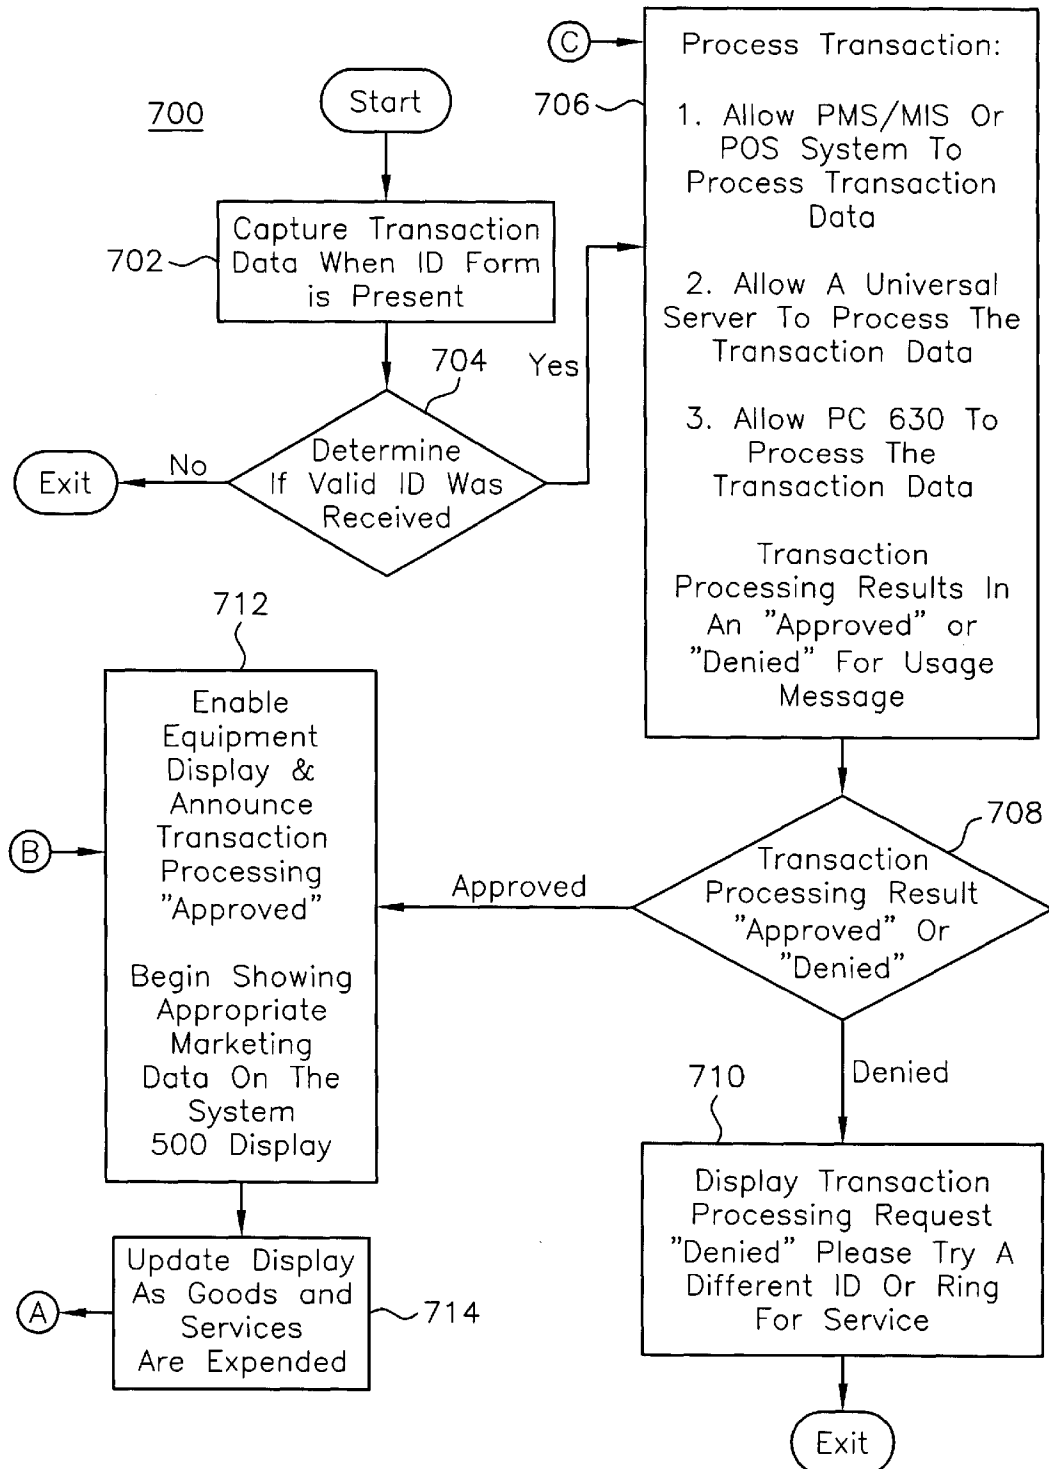 700
Start
702
Capture Transaction
Data When ID Form
is Present
704
Determine
If Valid ID Was
Received
No
Exit
Yes
C
706
Process Transaction:
1. Allow PMS/MIS Or
POS System To
Process Transaction
Data
2. Allow A Universal
Server To Process The
Transaction Data
3. Allow PC 630 To
Process The
Transaction Data
Transaction
Processing Results In
An "Approved" or
"Denied" For Usage
Message
708
Transaction
Processing Result
"Approved" Or
"Denied"
Approved
Denied
712
B
Enable
Equipment
Display &
Announce
Transaction
Processing
"Approved"
Begin Showing
Appropriate
Marketing
Data On The
System
500 Display
710
Display Transaction
Processing Request
"Denied" Please Try A
Different ID Or Ring
For Service
Exit
Update Display
As Goods and
Services
Are Expended
714
A